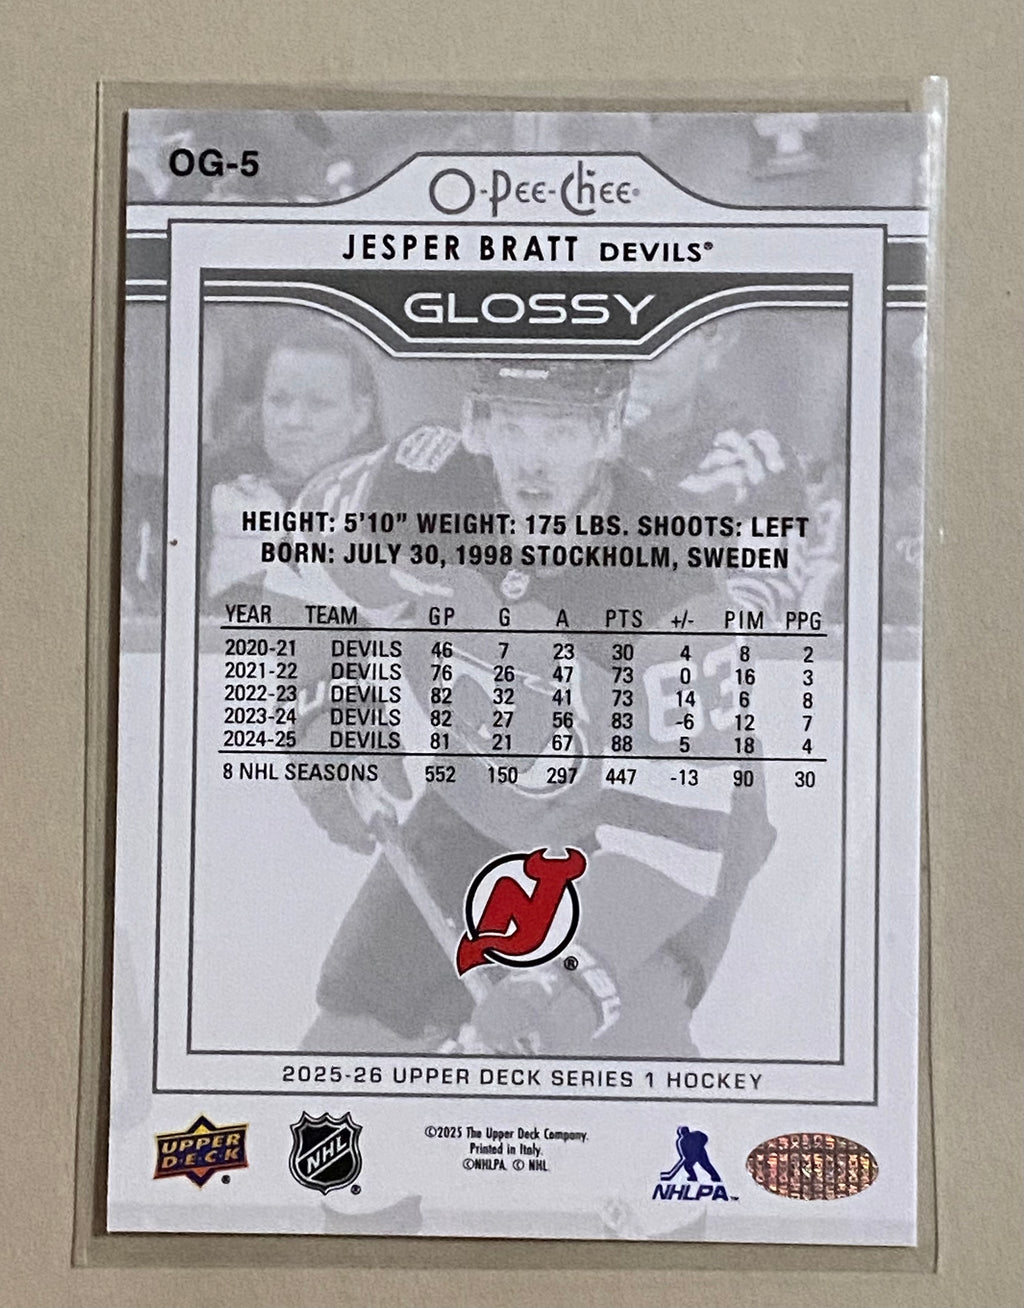 OG-5
O-Pee-Chee®
JESPER BRATT DEVILS®
GLOSSY
HEIGHT: 5'10" WEIGHT: 175 LBS. SHOOTS: LEFT
BORN: JULY 30, 1998 STOCKHOLM, SWEDEN
YEAR TEAM GP G A PTS +/- PIM PPG
2020-21 DEVILS 46 7 23 30 4 8 2
2021-22 DEVILS 76 26 47 73 0 16 3
2022-23 DEVILS 82 32 41 73 14 6 8
2023-24 DEVILS 82 27 56 83 -6 12 7
2024-25 DEVILS 81 21 67 88 5 18 4
8 NHL SEASONS 552 150 297 447 -13 90 30
63
NJ ®
2025-26 UPPER DECK SERIES 1 HOCKEY
UPPER
D·E·C·K ®
NHL ®
©2025 The Upper Deck Company.
Printed in Italy.
©NHLPA. © NHL
NHLPA™